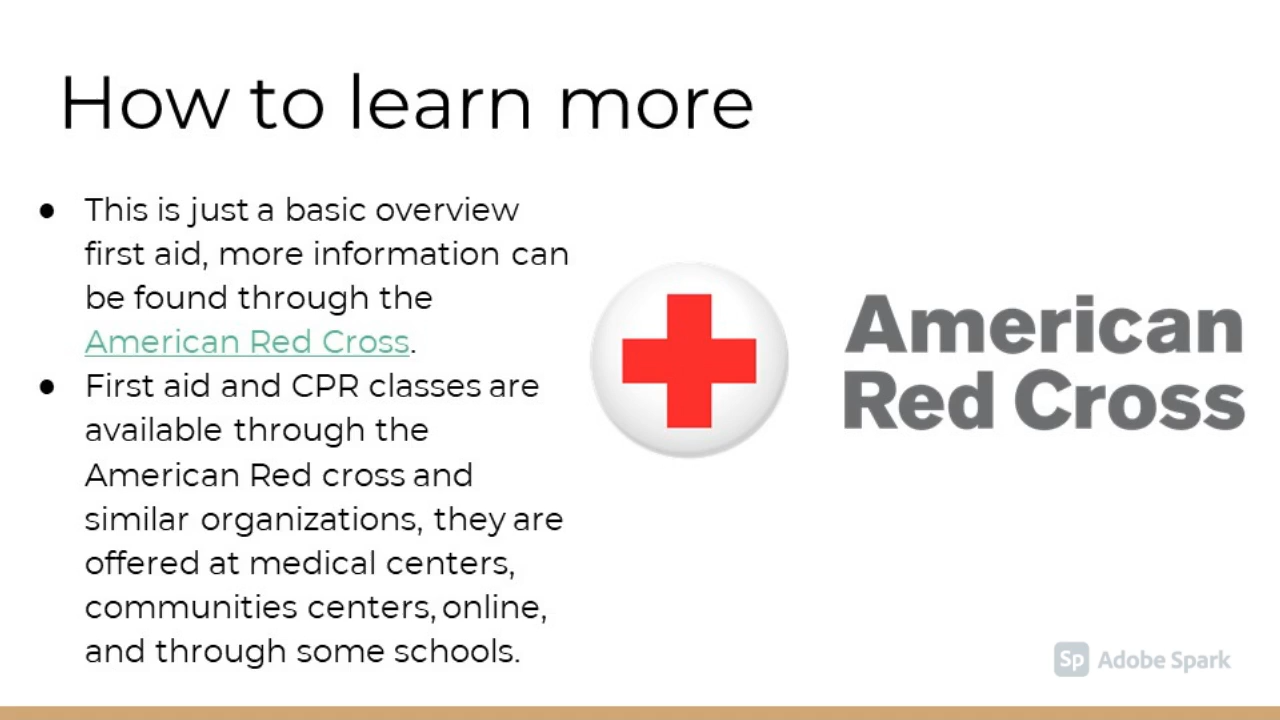 How to learn more
● This is just a basic overview
first aid, more information can
be found through the
American Red Cross.
● First aid and CPR classes are
available through the
American Red cross and
similar organizations, they are
offered at medical centers,
communities centers, online,
and through some schools.
American
Red Cross
Sp Adobe Spark